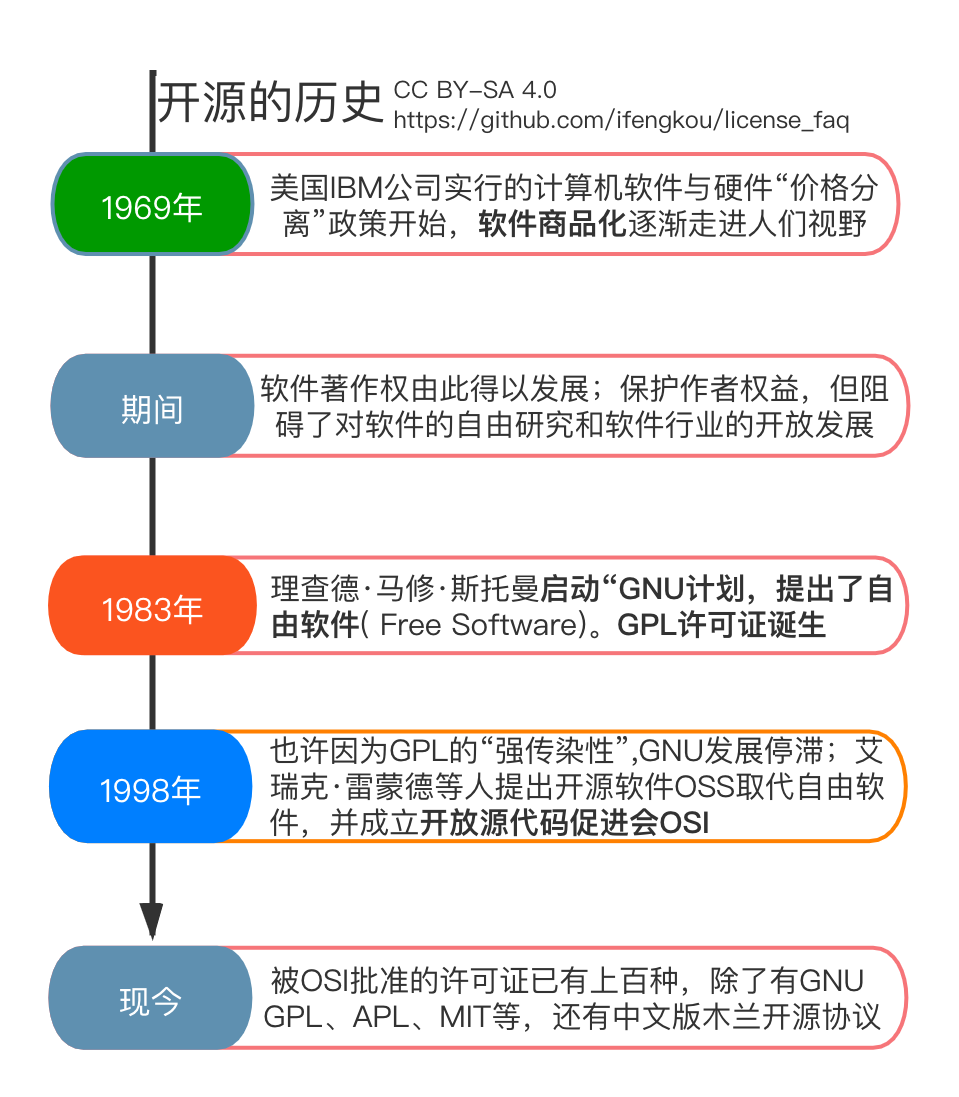 开源的历史
CC BY-SA 4.0
https://github.com/ifengkou/license_faq
1969年
美国IBM公司实行的计算机软件与硬件“价格分
离”政策开始，软件商品化逐渐走进人们视野
期间
软件著作权由此得以发展；保护作者权益，但阻
碍了对软件的自由研究和软件行业的开放发展
1983年
理查德·马修·斯托曼启动“GNU计划，提出了自
由软件( Free Software)。GPL许可证诞生
1998年
也许因为GPL的“强传染性”,GNU发展停滞；艾
瑞克·雷蒙德等人提出开源软件OSS取代自由软
件，并成立开放源代码促进会OSI
现今
被OSI批准的许可证已有上百种，除了有GNU
GPL、APL、MIT等，还有中文版木兰开源协议